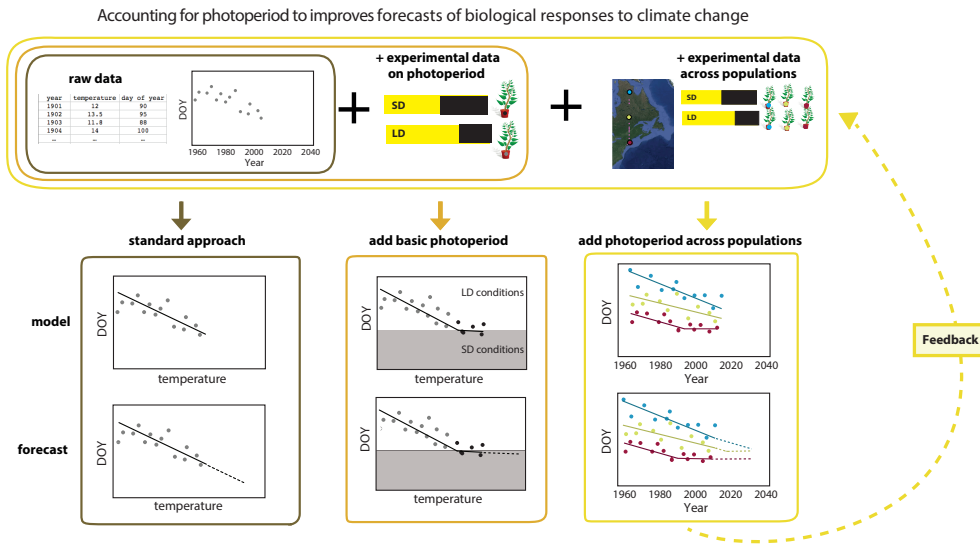 Accounting for photoperiod to improves forecasts of biological responses to climate change
raw data
year temperature day of year
1901 12 90
1902 13.5 95
1903 11.8 88
1904 14 100
… … …
DOY
1960 1980 2000 2020 2040
Year
+ experimental data
on photoperiod
SD
LD
+
+
+ experimental data
across populations
SD
LD
standard approach
add basic photoperiod
add photoperiod across populations
model
DOY
temperature
DOY
LD conditions
SD conditions
temperature
DOY
1960 1980 2000 2020 2040
Year
Feedback
forecast
DOY
temperature
DOY
temperature
DOY
1960 1980 2000 2020 2040
Year